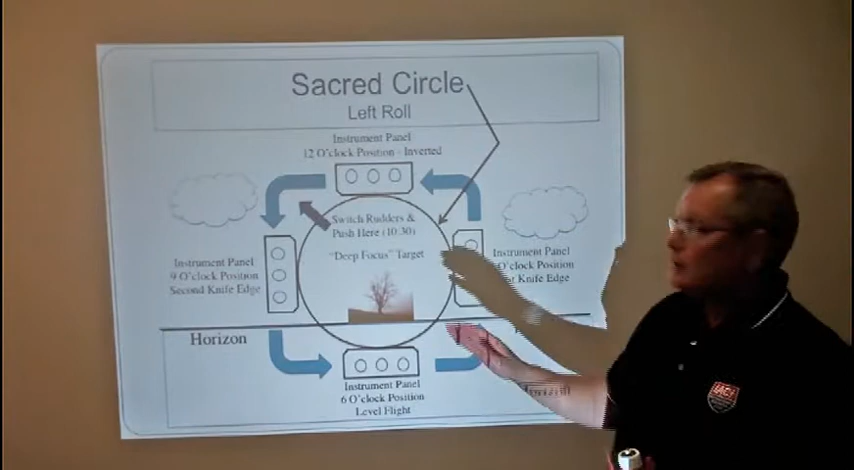 Sacred Circle
Left Roll
Instrument Panel
12 O'clock Position - Inverted
Switch Rudders &
Push Here (10:30)
"Deep Focus" Target
Instrument Panel
9 O'clock Position
Second Knife Edge
Instrument Panel
O'clock Position
Knife Edge
Horizon
Instrument Panel
6 O'clock Position
Level Flight